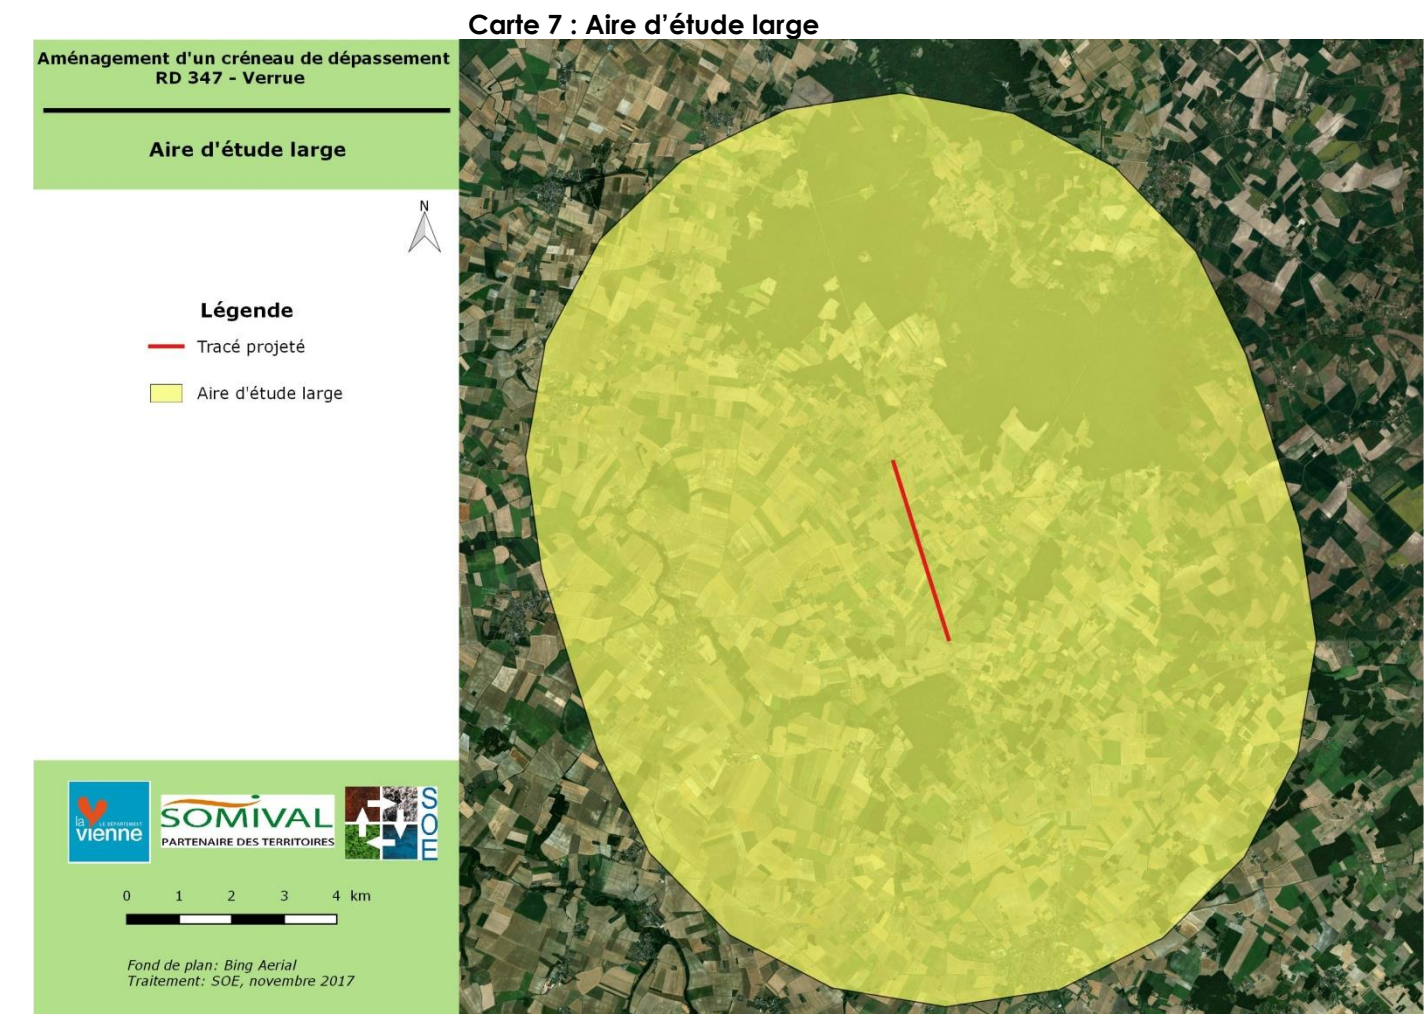 Carte 7 : Aire d’étude large
Aménagement d'un créneau de dépassement
RD 347 - Verrue
Aire d'étude large
N
Légende
Tracé projeté
Aire d'étude large
la
LE DÉPARTEMENT
vienne
SOMIVAL
PARTENAIRE DES TERRITOIRES
SOE
0 1 2 3 4 km
Fond de plan: Bing Aerial
Traitement: SOE, novembre 2017